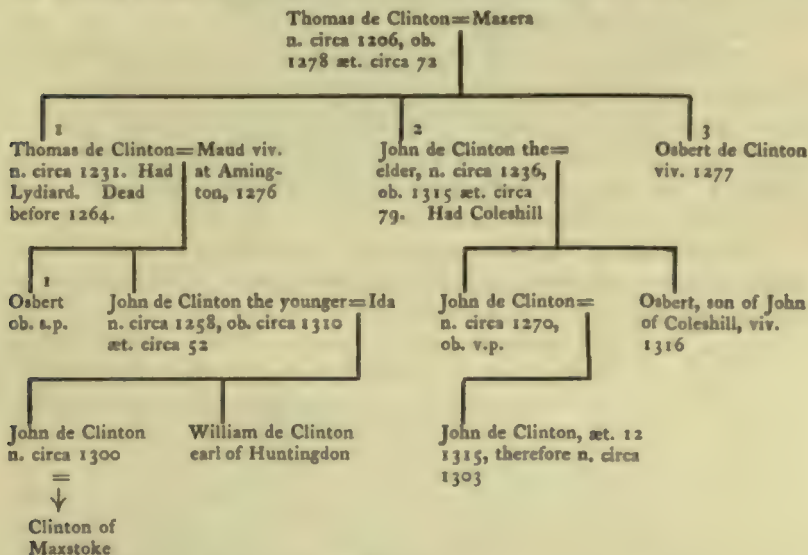 Thomas de Clinton = Mazera
n. circa 1206, ob.
1278 æt. circa 72
1
Thomas de Clinton = Maud viv.
n. circa 1231. Had at Aming-
Lydiard. Dead ton, 1276
before 1264.
2
John de Clinton the =
elder, n. circa 1236,
ob. 1315 æt. circa
79. Had Coleshill
3
Osbert de Clinton
viv. 1277
1
Osbert
ob. s.p.
John de Clinton the younger = Ida
n. circa 1258, ob. circa 1310
æt. circa 52
John de Clinton =
n. circa 1270,
ob. v.p.
Osbert, son of John
of Coleshill, viv.
1316
John de Clinton
n. circa 1300
=
William de Clinton
earl of Huntingdon
John de Clinton, æt. 12
1315, therefore n. circa
1303
Clinton of
Maxstoke